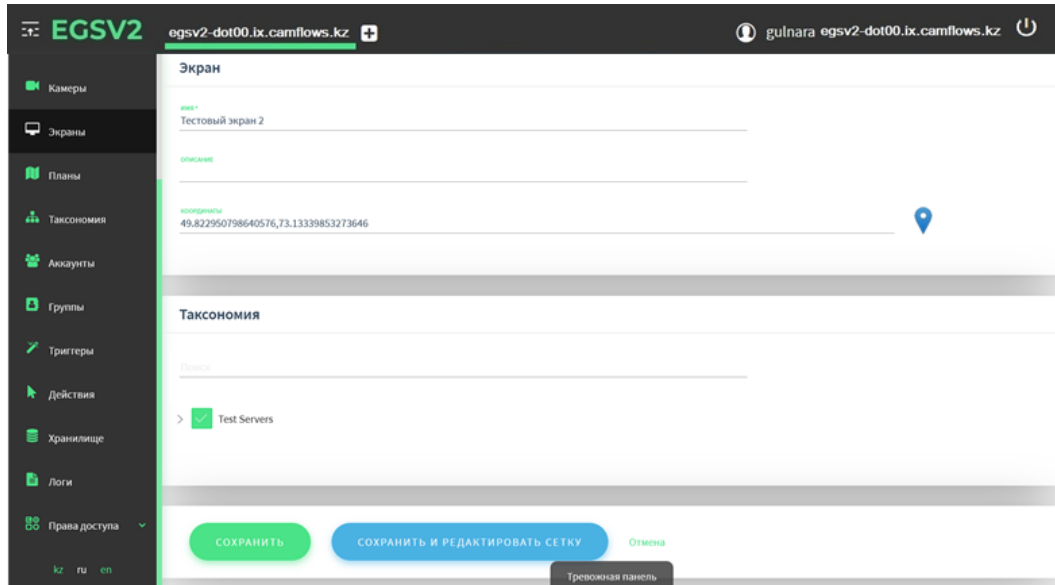 EGSV2
egsv2-dot00.ix.camflows.kz
gulnara egsv2-dot00.ix.camflows.kz
Камеры
Экраны
Планы
Таксономия
Аккаунты
Группы
Триггеры
Действия
Хранилище
Логи
Права доступа
kz ru en
Экран
ИМЯ *
Тестовый экран 2
ОПИСАНИЕ
КООРДИНАТЫ
49.822950798640576,73.13339853273646
Таксономия
Поиск
Test Servers
СОХРАНИТЬ
СОХРАНИТЬ И РЕДАКТИРОВАТЬ СЕТКУ
Отмена
Тревожная панель